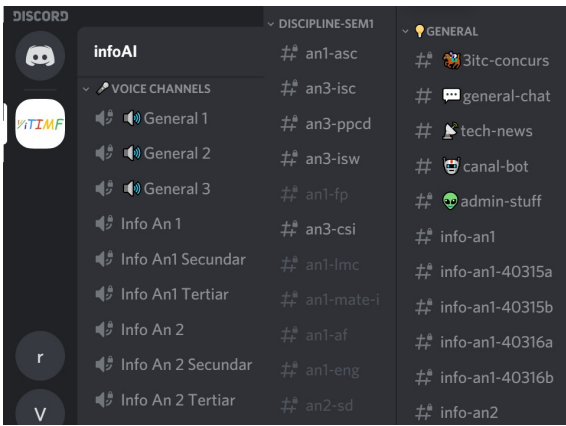 DISCORD
infoAI
VOICE CHANNELS
General 1
General 2
General 3
Info An 1
Info An1 Secundar
Info An1 Tertiar
Info An 2
Info An 2 Secundar
Info An 2 Tertiar
r
V
DISCIPLINE-SEM1
an1-asc
an3-isc
an3-ppcd
an3-isw
an1-fp
an3-csi
an1-lmc
an1-mate-i
an1-af
an1-eng
an2-sd
GENERAL
3itc-concurs
general-chat
tech-news
canal-bot
admin-stuff
info-an1
info-an1-40315a
info-an1-40315b
info-an1-40316a
info-an1-40316b
info-an2